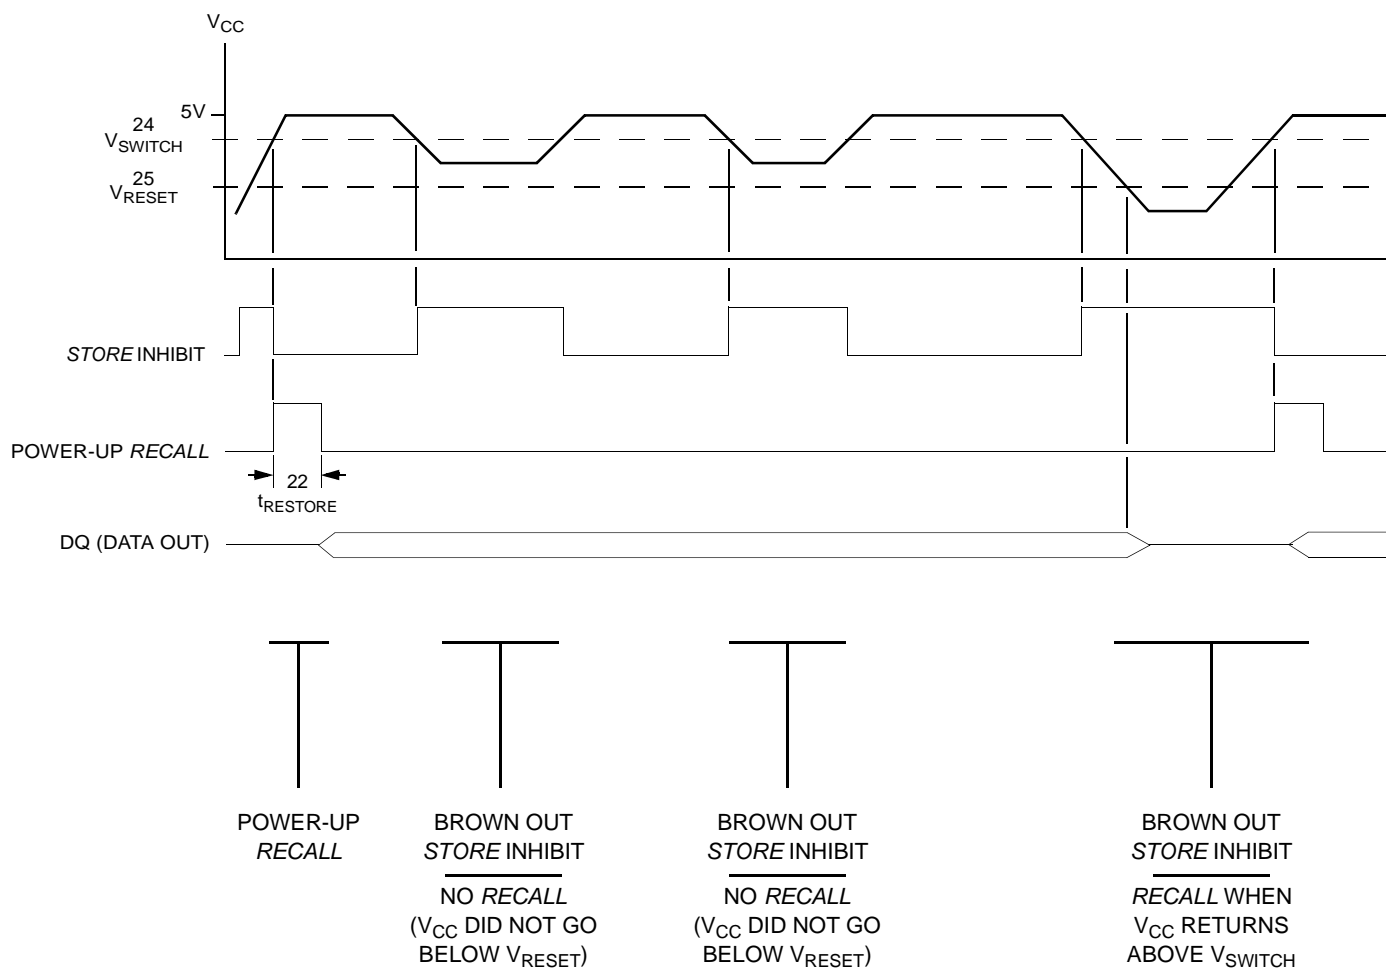 VCC
5V
24
VSWITCH
25
VRESET
STORE INHIBIT
POWER-UP RECALL
22
tRESTORE
DQ (DATA OUT)
POWER-UP
RECALL
BROWN OUT
STORE INHIBIT
NO RECALL
(VCC DID NOT GO
BELOW VRESET)
BROWN OUT
STORE INHIBIT
NO RECALL
(VCC DID NOT GO
BELOW VRESET)
BROWN OUT
STORE INHIBIT
RECALL WHEN
VCC RETURNS
ABOVE VSWITCH